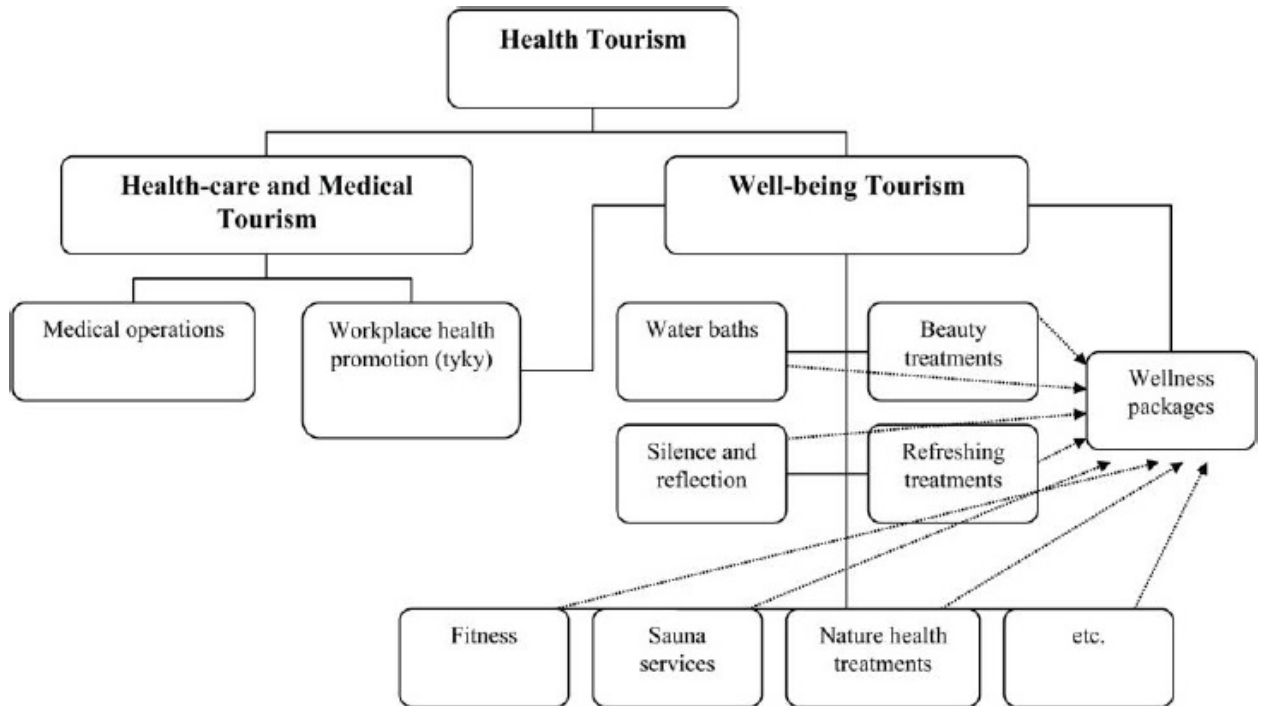 Health Tourism
Health-care and Medical
Tourism
Well-being Tourism
Medical operations
Workplace health
promotion (tyky)
Water baths
Beauty
treatments
Wellness
packages
Silence and
reflection
Refreshing
treatments
Fitness
Sauna
services
Nature health
treatments
etc.